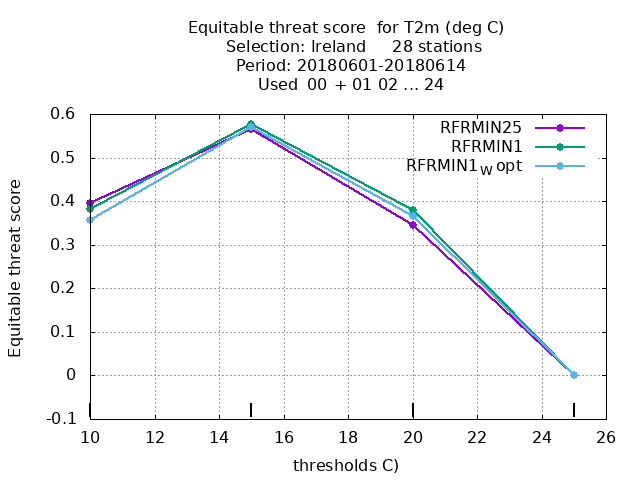 Equitable threat score for T2m (deg C)
Selection: Ireland 28 stations
Period: 20180601-20180614
Used 00 + 01 02 ... 24
RFRMIN25
RFRMIN1
RFRMIN1W opt
Equitable threat score
0.6
0.5
0.4
0.3
0.2
0.1
0
-0.1
10 12 14 16 18 20 22 24 26
thresholds C)